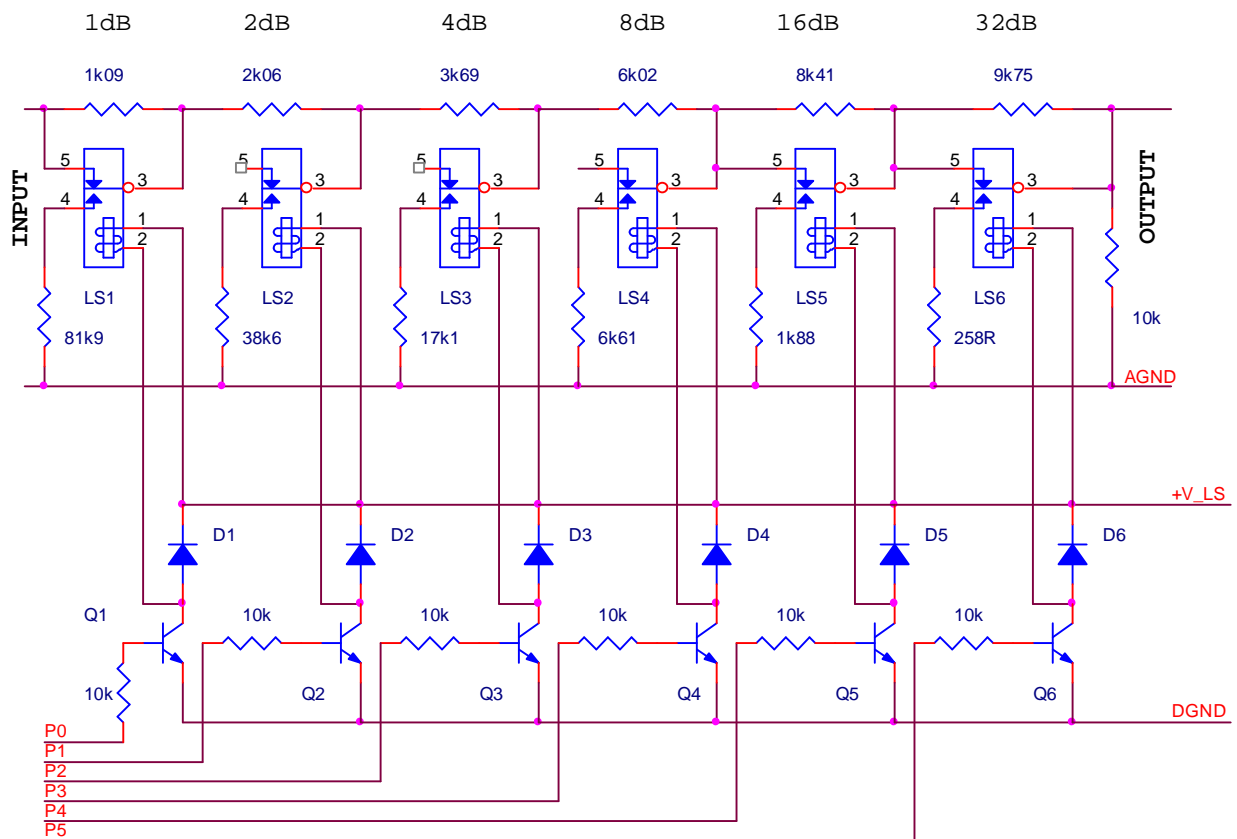 1dB 2dB 4dB 8dB 16dB 32dB
1k09 2k06 3k69 6k02 8k41 9k75
5 5 5 5 5 5
3 3 3 3 3 3
4 4 4 4 4 4
1 1 1 1 1 1
2 2 2 2 2 2
INPUT
OUTPUT
LS1 LS2 LS3 LS4 LS5 LS6
10k
81k9 38k6 17k1 6k61 1k88 258R
AGND
+V_LS
D1 D2 D3 D4 D5 D6
Q1 10k 10k 10k 10k 10k
10k Q2 Q3 Q4 Q5 Q6
DGND
P0
P1
P2
P3
P4
P5